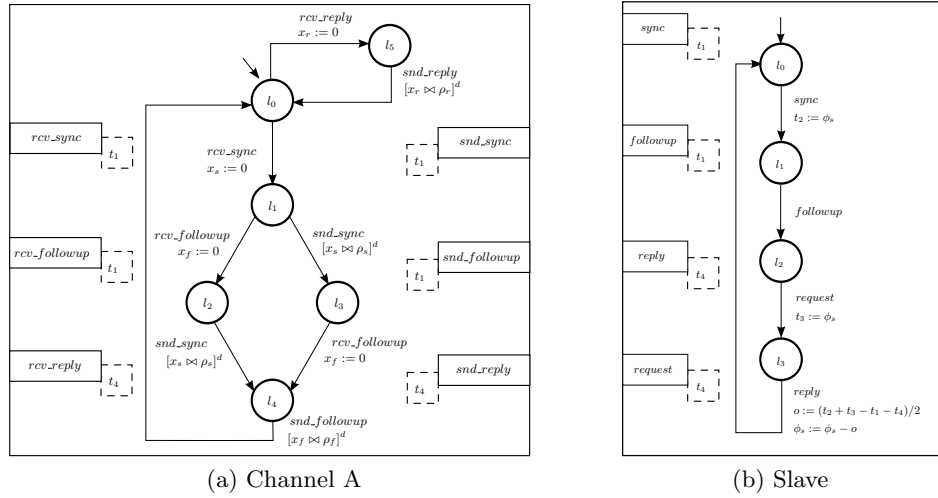 rcv_reply
x_r := 0
l_5
snd_reply
[x_r ⋈ ρ_r]^d
l_0
rcv_sync
t_1
snd_sync
t_1
rcv_sync
x_s := 0
l_1
rcv_followup
x_f := 0
snd_sync
[x_s ⋈ ρ_s]^d
rcv_followup
t_1
snd_followup
t_1
l_2
l_3
snd_sync
[x_s ⋈ ρ_s]^d
rcv_followup
x_f := 0
rcv_reply
t_4
snd_reply
t_4
l_4
snd_followup
[x_f ⋈ ρ_f]^d
(a) Channel A
sync
t_1
l_0
sync
t_2 := ϕ_s
followup
t_1
l_1
followup
reply
t_4
l_2
request
t_3 := ϕ_s
request
t_4
l_3
reply
o := (t_2 + t_3 − t_1 − t_4)/2
ϕ_s := ϕ_s − o
(b) Slave